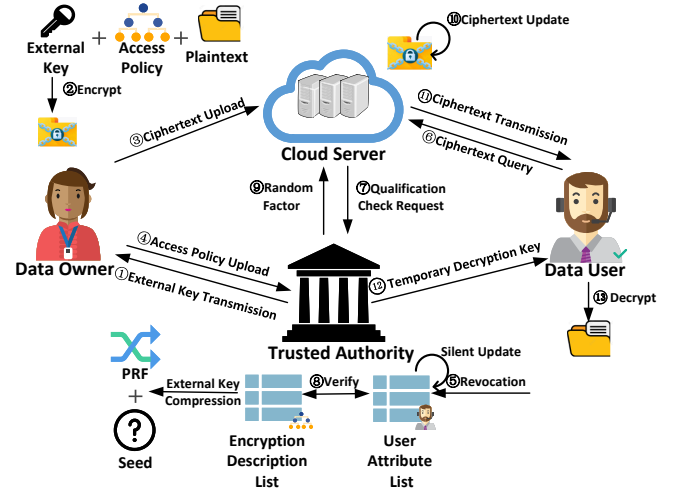 External
Key
+
Access
Policy
+
Plaintext
⑩Ciphertext Update
②Encrypt
③Ciphertext Upload
⑪Ciphertext Transmission
⑥Ciphertext Query
Cloud Server
⑨Random
Factor
⑦Qualification
Check Request
Data Owner
④Access Policy Upload
①External Key Transmission
⑫Temporary Decryption Key
Data User
⑬Decrypt
Trusted Authority
Silent Update
PRF
+
?
Seed
External Key
Compression
⑧Verify
⑤Revocation
Encryption
Description
List
User
Attribute
List